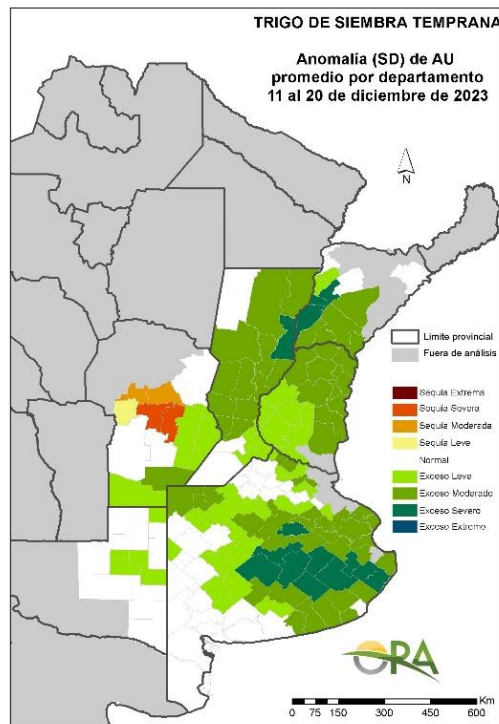 TRIGO DE SIEMBRA TEMPRANA
Anomalía (SD) de AU
promedio por departamento
11 al 20 de diciembre de 2023
N
Límite provincial
Fuera de análisis
Sequía Extrema
Sequía Severa
Sequía Moderada
Sequía Leve
Normal
Exceso Leve
Exceso Moderado
Exceso Severo
Exceso Extremo
ORA
Km
0 75 150 300 450 600